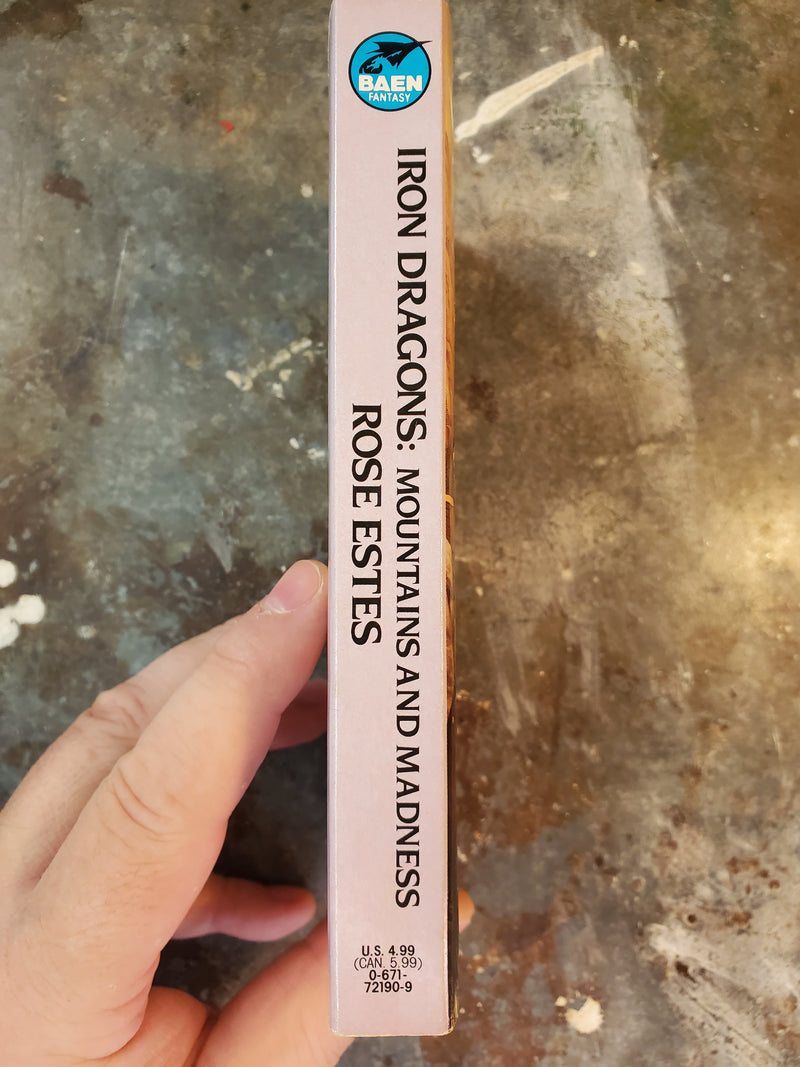 BAEN
FANTASY
IRON DRAGONS: MOUNTAINS AND MADNESS
ROSE ESTES
U.S. 4.99
(CAN. 5.99)
0-671-
72190-9